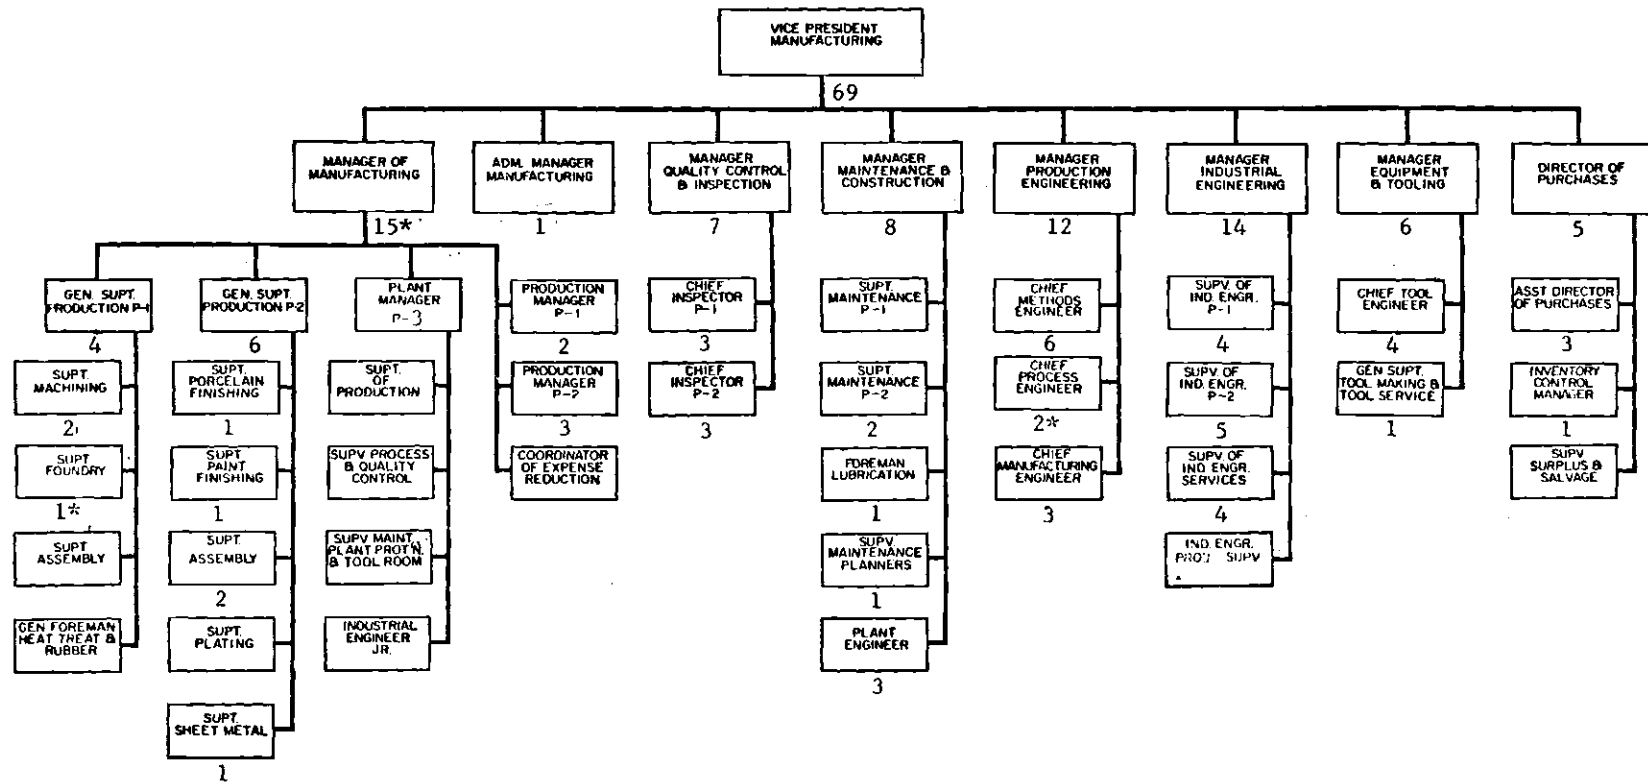 VICE PRESIDENT
MANUFACTURING
69
MANAGER OF
MANUFACTURING
15*
ADM. MANAGER
MANUFACTURING
1
MANAGER
QUALITY CONTROL
& INSPECTION
7
MANAGER
MAINTENANCE &
CONSTRUCTION
8
MANAGER
PRODUCTION
ENGINEERING
12
MANAGER
INDUSTRIAL
ENGINEERING
14
MANAGER
EQUIPMENT
& TOOLING
6
DIRECTOR OF
PURCHASES
5
GEN. SUPT.
PRODUCTION P-1
4
SUPT.
MACHINING
2
SUPT
FOUNDRY
1*
SUPT
ASSEMBLY
GEN FOREMAN
HEAT TREAT &
RUBBER
GEN. SUPT.
PRODUCTION P-2
6
SUPT.
PORCELAIN
FINISHING
1
SUPT.
PAINT
FINISHING
1
SUPT.
ASSEMBLY
2
SUPT.
PLATING
SUPT.
SHEET METAL
1
PLANT
MANAGER
P-3
SUPT.
OF
PRODUCTION
SUPV PROCESS
& QUALITY
CONTROL
SUPV MAINT.,
PLANT PROT'N.
& TOOL ROOM
INDUSTRIAL
ENGINEER
JR.
PRODUCTION
MANAGER
P-1
2
PRODUCTION
MANAGER
P-2
3
COORDINATOR
OF EXPENSE
REDUCTION
CHIEF
INSPECTOR
P-1
3
CHIEF
INSPECTOR
P-2
3
SUPT.
MAINTENANCE
P-1
SUPT.
MAINTENANCE
P-2
2
FOREMAN
LUBRICATION
1
SUPV.
MAINTENANCE
PLANNERS
1
PLANT
ENGINEER
3
CHIEF
METHODS
ENGINEER
6
CHIEF
PROCESS
ENGINEER
2*
CHIEF
MANUFACTURING
ENGINEER
3
SUPV. OF
IND. ENGR.
P-1
4
SUPV. OF
IND. ENGR.
P-2
5
SUPV. OF
IND ENGR.
SERVICES
4
IND. ENGR.
SUPV
CHIEF TOOL
ENGINEER
4
GEN SUPT.
TOOL MAKING &
TOOL SERVICE
1
ASST DIRECTOR
OF PURCHASES
3
INVENTORY
CONTROL
MANAGER
1
SUPV
SURPLUS &
SALVAGE